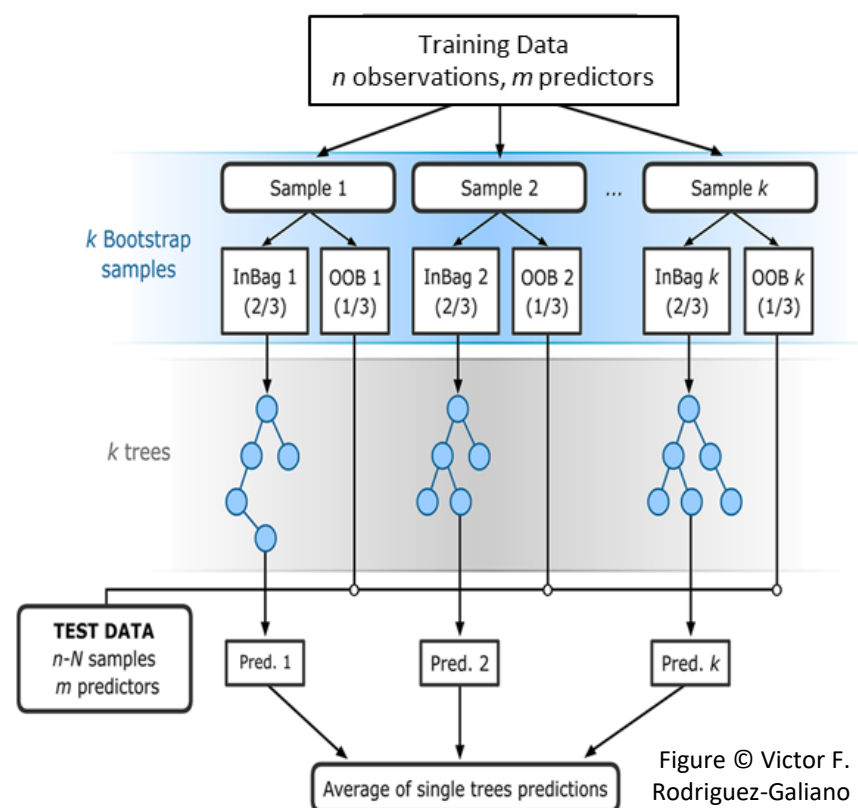 Training Data
n observations, m predictors
Sample 1
Sample 2
...
Sample k
k Bootstrap
samples
InBag 1
(2/3)
OOB 1
(1/3)
InBag 2
(2/3)
OOB 2
(1/3)
InBag k
(2/3)
OOB k
(1/3)
k trees
TEST DATA
n-N samples
m predictors
Pred. 1
Pred. 2
Pred. k
Average of single trees predictions
Figure © Victor F.
Rodriguez-Galiano